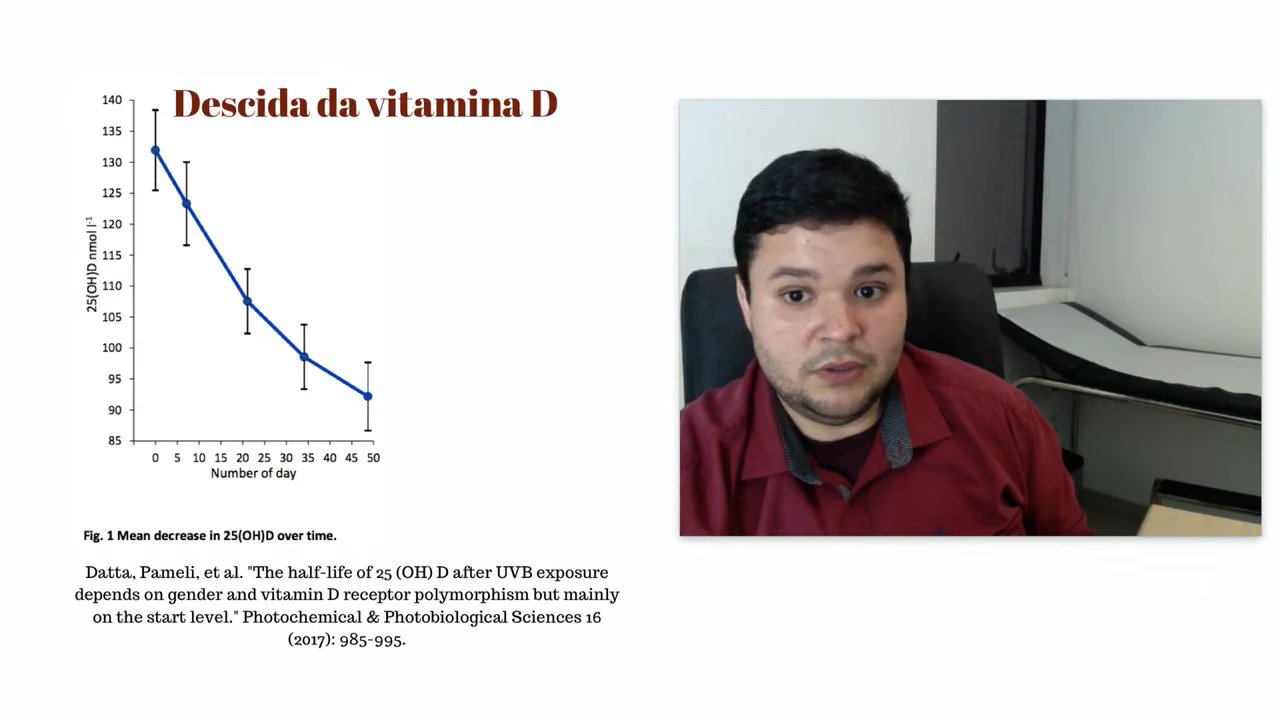 Descida da vitamina D
140
135
130
125
120
115
110
105
100
95
90
85
25(OH)D nmol l-1
0 5 10 15 20 25 30 35 40 45 50
Number of day
Fig. 1 Mean decrease in 25(OH)D over time.
Datta, Pameli, et al. "The half-life of 25 (OH) D after UVB exposure
depends on gender and vitamin D receptor polymorphism but mainly
on the start level." Photochemical & Photobiological Sciences 16
(2017): 985-995.